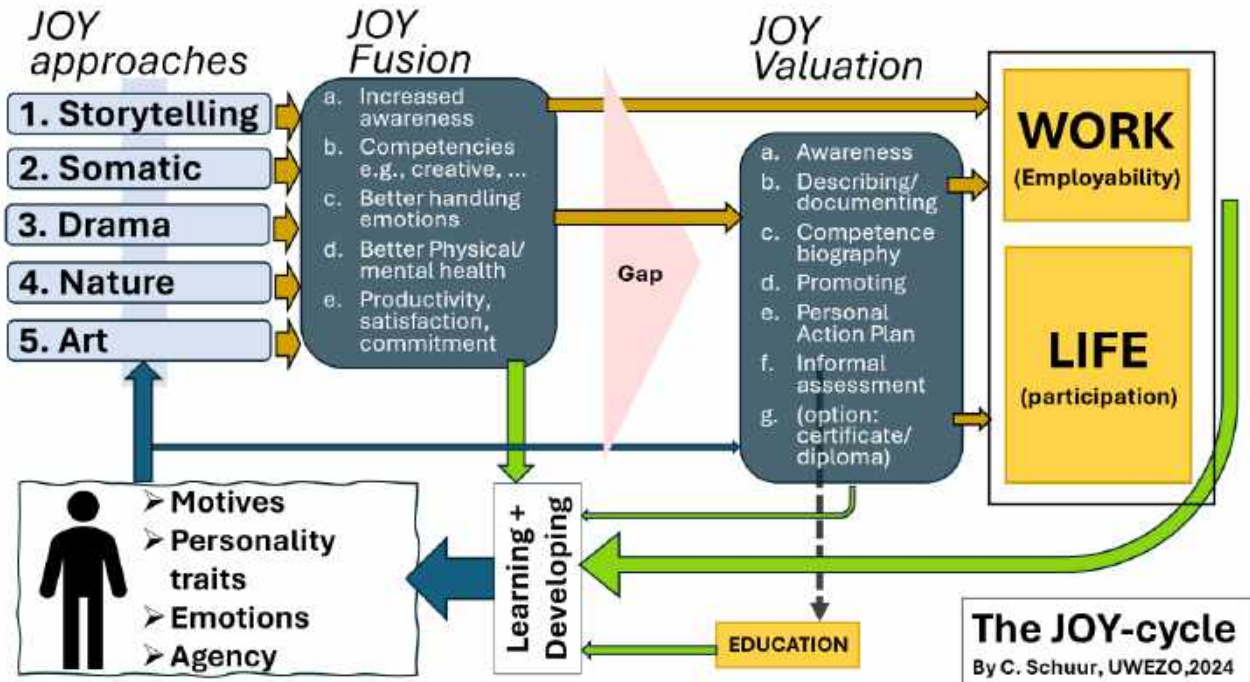 JOY
approaches
1. Storytelling
2. Somatic
3. Drama
4. Nature
5. Art
JOY
Fusion
a. Increased
awareness
b. Competencies
e.g., creative, ...
c. Better handling
emotions
d. Better Physical/
mental health
e. Productivity,
satisfaction,
commitment
Gap
JOY
Valuation
a. Awareness
b. Describing/
documenting
c. Competence
biography
d. Promoting
e. Personal
Action Plan
f. Informal
assessment
g. (option:
certificate/
diploma)
WORK
(Employability)
LIFE
(participation)
➢ Motives
➢ Personality
traits
➢ Emotions
➢ Agency
Learning +
Developing
EDUCATION
The JOY-cycle
By C. Schuur, UWEZO,2024